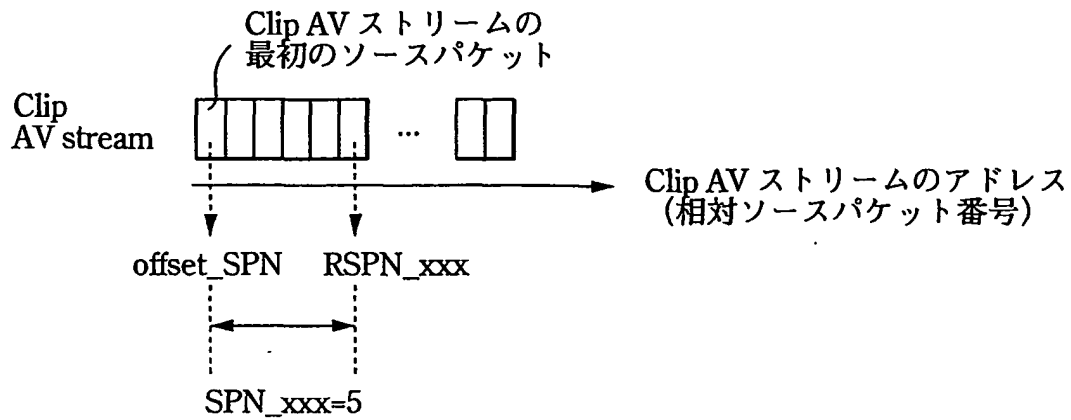 Clip AV ストリームの
最初のソースパケット
Clip
AV stream
...
Clip AV ストリームのアドレス
(相対ソースパケット番号)
offset_SPN RSPN_xxx
SPN_xxx=5